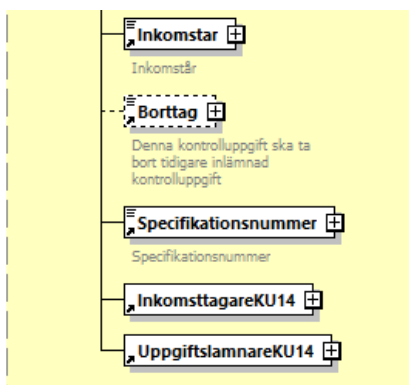 Inkomstar
Inkomstår
Borttag
Denna kontrolluppgift ska ta
bort tidigare inlämnad
kontrolluppgift
Specifikationsnummer
Specifikationsnummer
InkomsttagareKU14
UppgiftslamnareKU14